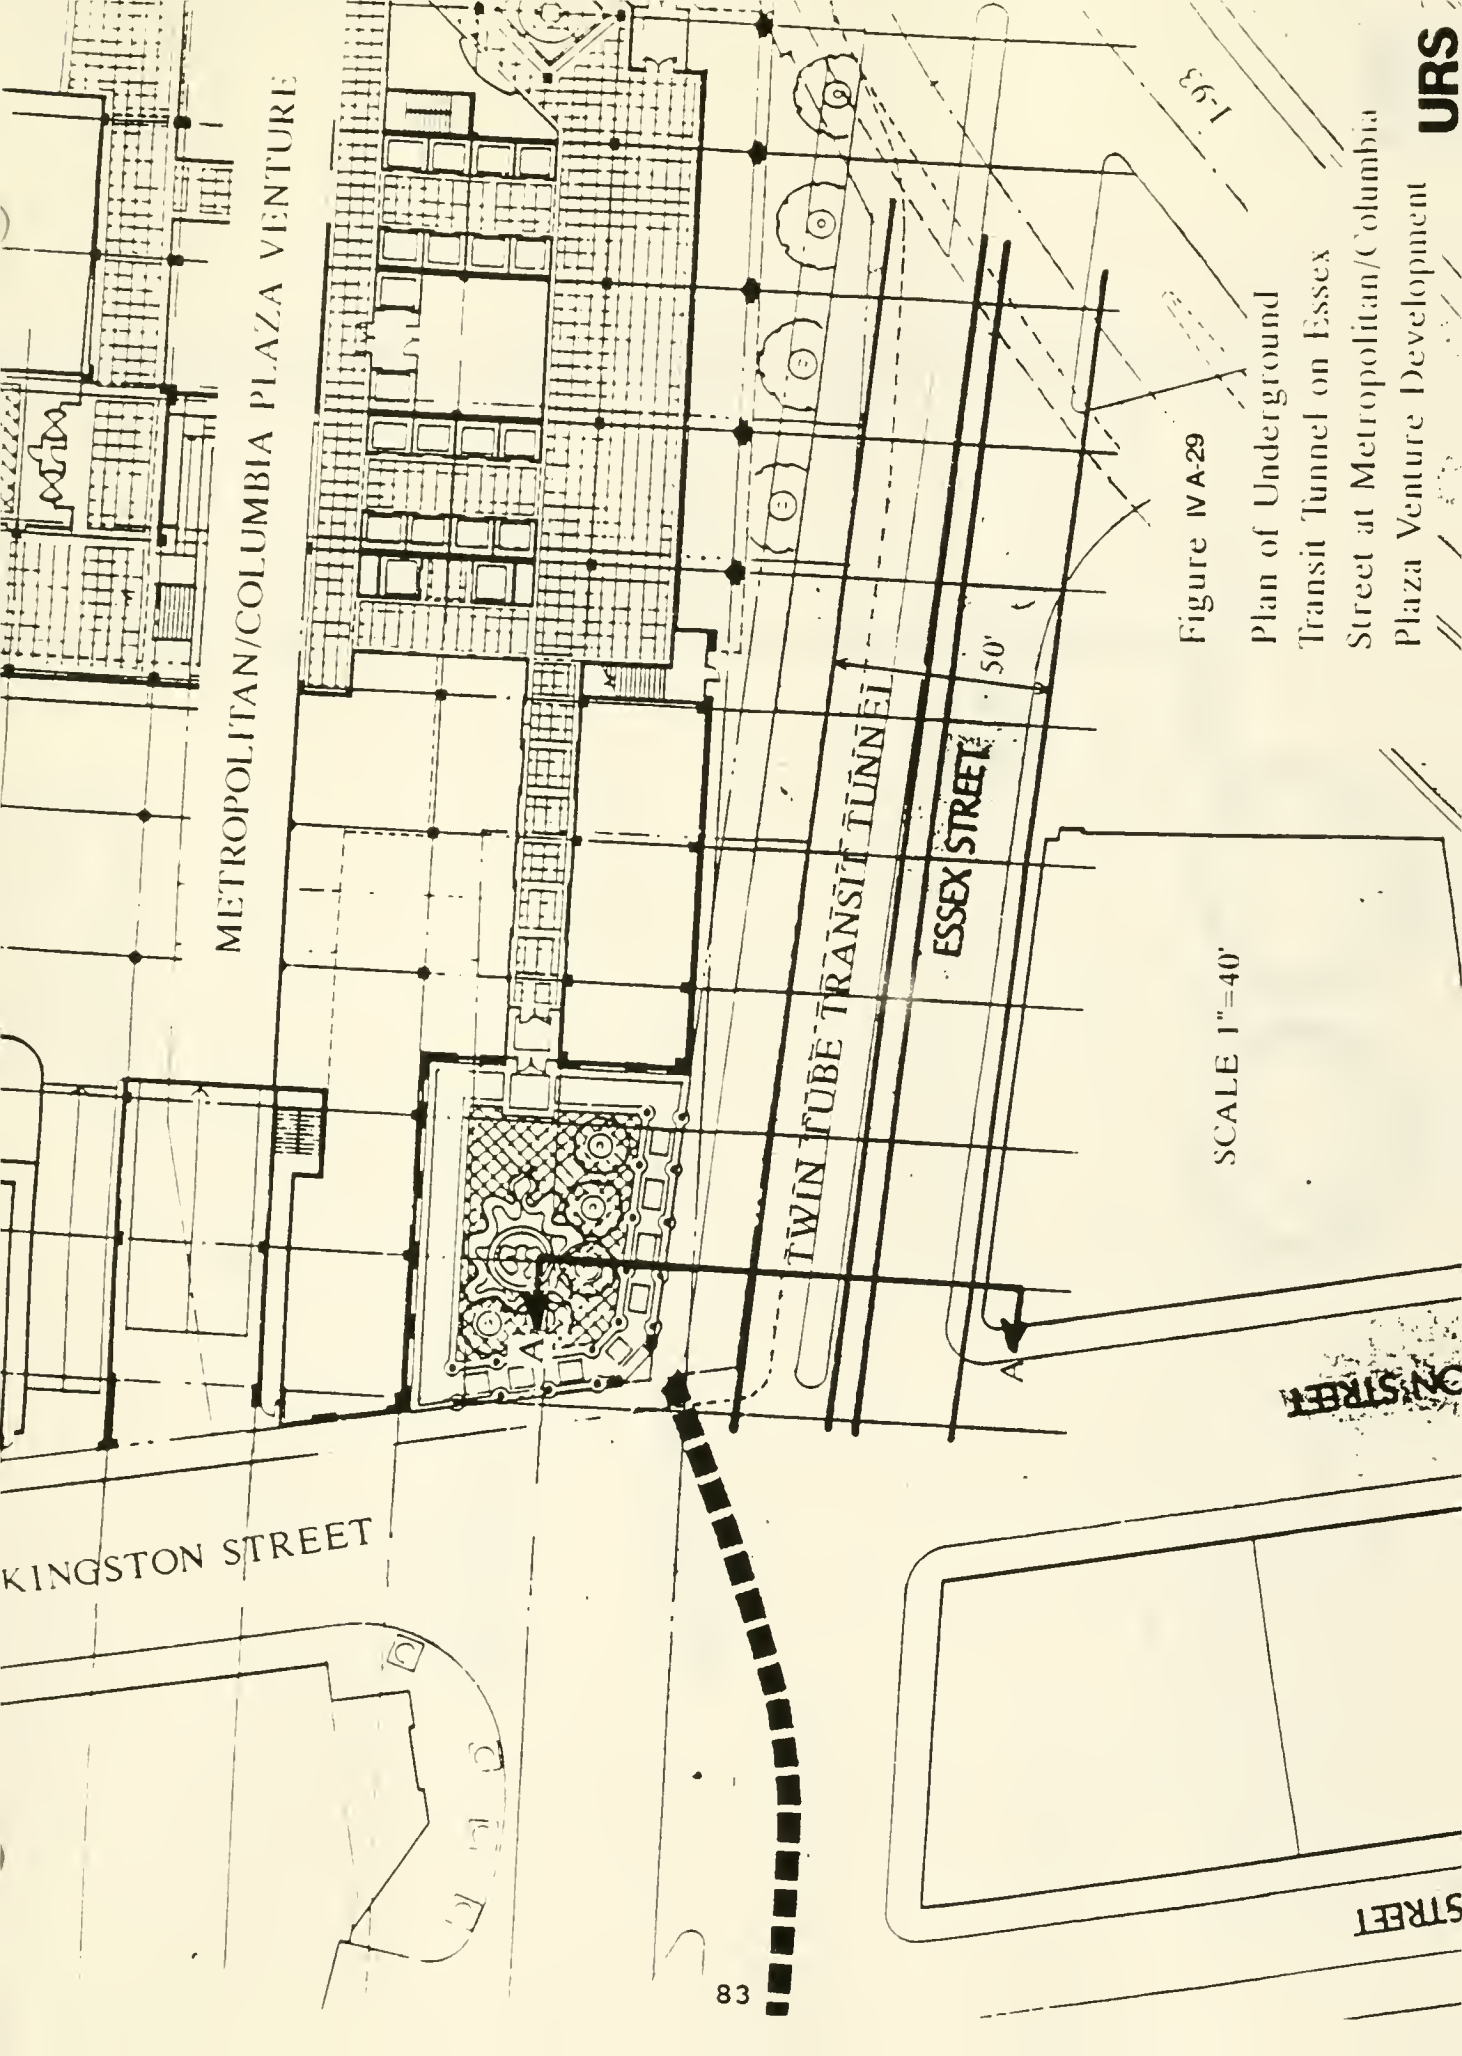 METROPOLITAN/COLUMBIA PLAZA VENTURE
I-93
TWIN TUBE TRANSIT TUNNEL
50'
ESSEX STREET
KINGSTON STREET
A
A
SCALE 1"=40'
STREET
STREET
Figure IV A-29
Plan of Underground
Transit Tunnel on Essex
Street at Metropolitan/Columbia
Plaza Venture Development
URS
83